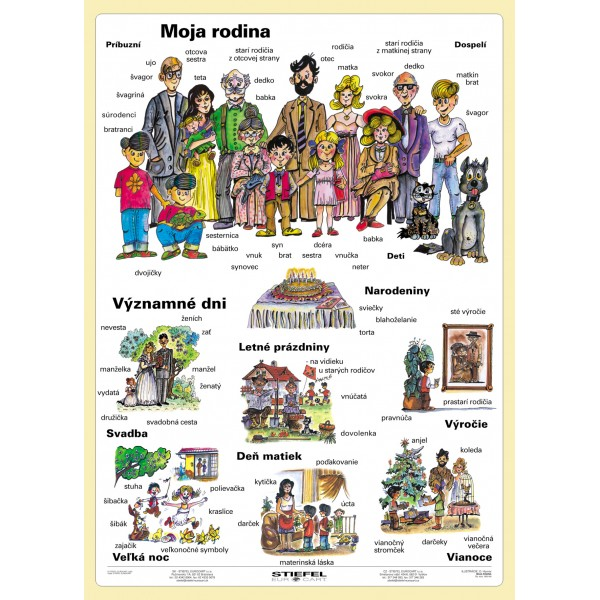 Moja rodina
Príbuzní
Dospelí
ujo
otcova
sestra
starí rodičia
z otcovej strany
rodičia
otec
matka
starí rodičia
z matkinej strany
švagor
teta
dedko
dedko
svokor
matkin
brat
švagriná
babka
svokra
švagor
súrodenci
bratranci
sesternica
bábätko
dvojičky
synovec
vnuk
syn
brat
sestra
dcéra
vnučka
neter
babka
Deti
Významné dni
Narodeniny
sviečky
blahoželanie
torta
sté výročie
ženích
nevesta
zať
manželka
manžel
vydatá
ženatý
družička
svadobná cesta
Svadba
Letné prázdniny
- na vidieku
u starých rodičov
vnúčatá
dovolenka
prastarí rodičia
pravnúča
Výročie
Deň matiek
poďakovanie
kytička
úcta
darček
materinská láska
stuha
polievačka
šibačka
kraslice
šibák
zajačik
veľkonočné symboly
Veľká noc
anjel
koleda
vianočný
stromček
darčeky
vianočná
večera
Vianoce
STIEFEL
EUROCART